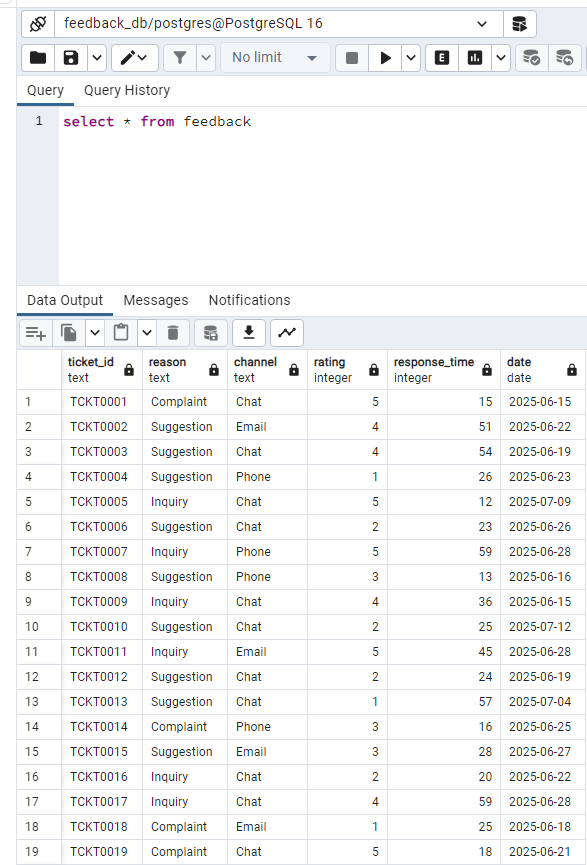 feedback_db/postgres@PostgreSQL 16
No limit
E
Query Query History
1 select * from feedback
Data Output Messages Notifications
ticket_id reason channel rating response_time date
text text text integer integer date
1 TCKT0001 Complaint Chat 5 15 2025-06-15
2 TCKT0002 Suggestion Email 4 51 2025-06-22
3 TCKT0003 Suggestion Chat 4 54 2025-06-19
4 TCKT0004 Suggestion Phone 1 26 2025-06-23
5 TCKT0005 Inquiry Chat 5 12 2025-07-09
6 TCKT0006 Suggestion Chat 2 23 2025-06-26
7 TCKT0007 Inquiry Phone 5 59 2025-06-28
8 TCKT0008 Suggestion Phone 3 13 2025-06-16
9 TCKT0009 Inquiry Chat 4 36 2025-06-15
10 TCKT0010 Suggestion Chat 2 25 2025-07-12
11 TCKT0011 Inquiry Email 5 45 2025-06-28
12 TCKT0012 Suggestion Chat 2 24 2025-06-19
13 TCKT0013 Suggestion Chat 1 57 2025-07-04
14 TCKT0014 Complaint Phone 3 16 2025-06-25
15 TCKT0015 Suggestion Email 3 28 2025-06-27
16 TCKT0016 Inquiry Chat 2 20 2025-06-22
17 TCKT0017 Inquiry Chat 4 59 2025-06-28
18 TCKT0018 Complaint Email 1 25 2025-06-18
19 TCKT0019 Complaint Chat 5 18 2025-06-21